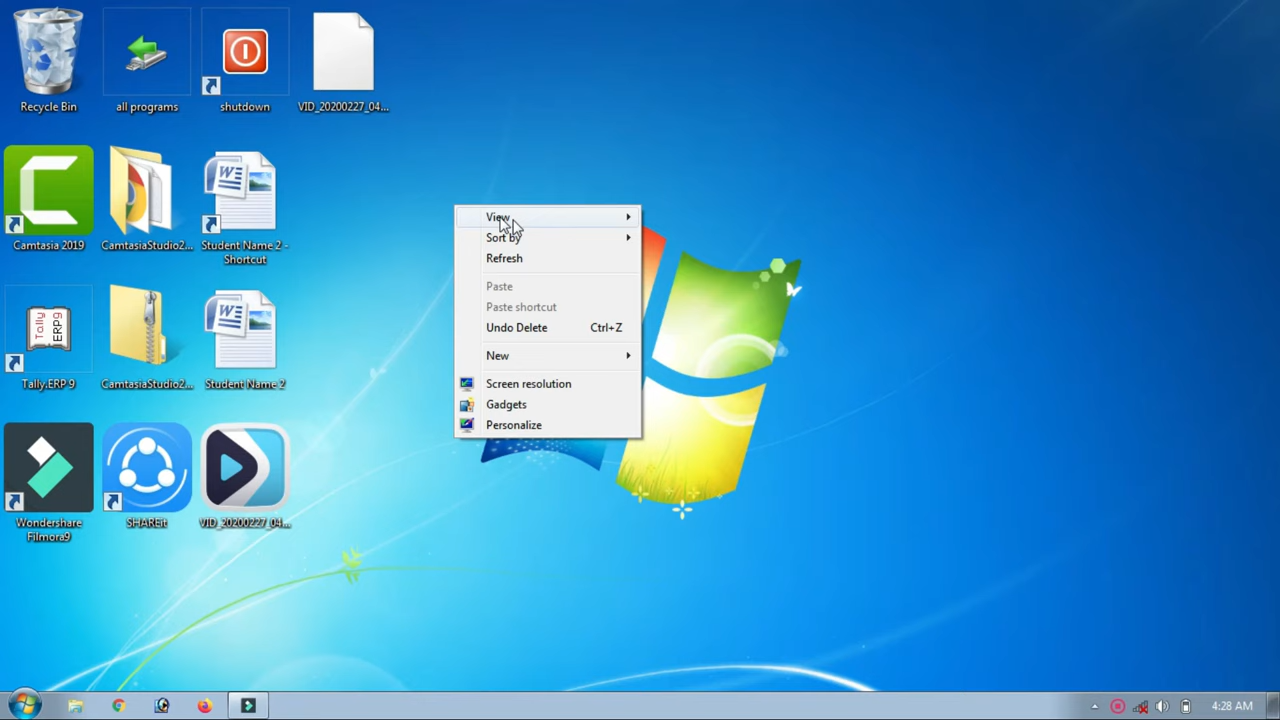 Recycle Bin
all programs
shutdown
VID_20200227_04...
Camtasia 2019
CamtasiaStudio2...
Student Name 2 -
Shortcut
Tally
ERP9
Tally.ERP 9
CamtasiaStudio2...
Student Name 2
Wondershare
Filmora9
SHAREit
VID_20200227_04...
View
Sort by
Refresh
Paste
Paste shortcut
Undo Delete Ctrl+Z
New
Screen resolution
Gadgets
Personalize
4:28 AM